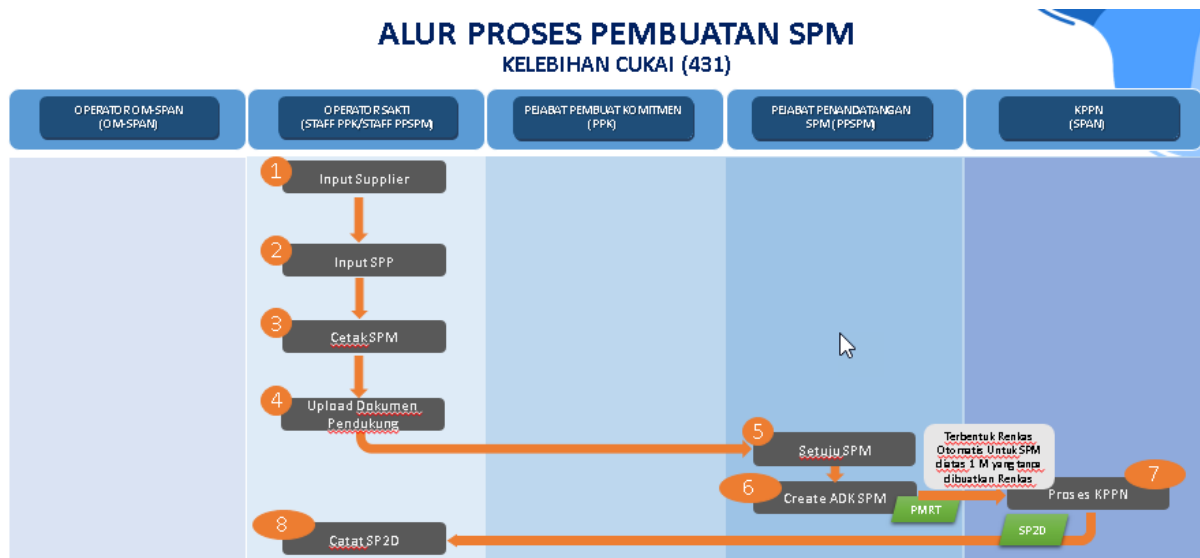 ALUR PROSES PEMBUATAN SPM
KELEBIHAN CUKAI (431)
OPERATOR OM-SPAN
(OM-SPAN)
OPERATOR SAKTI
(STAFF PPK/STAFF PPSPM)
PEJABAT PEMBUAT KOMITMEN
(PPK)
PEJABAT PENANDATANGAN
SPM (PPSPM)
KPPN
(SPAN)
1
Input Supplier
2
Input SPP
3
Cetak SPM
4
Upload Dokumen
Pendukung
5
Setuju SPM
6
Create ADK SPM
PMRT
Terbentuk Renkas
Otomatis Untuk SPM
diatas 1 M yang tanpa
dibuatkan Renkas
7
Proses KPPN
SP2D
8
Catat SP2D